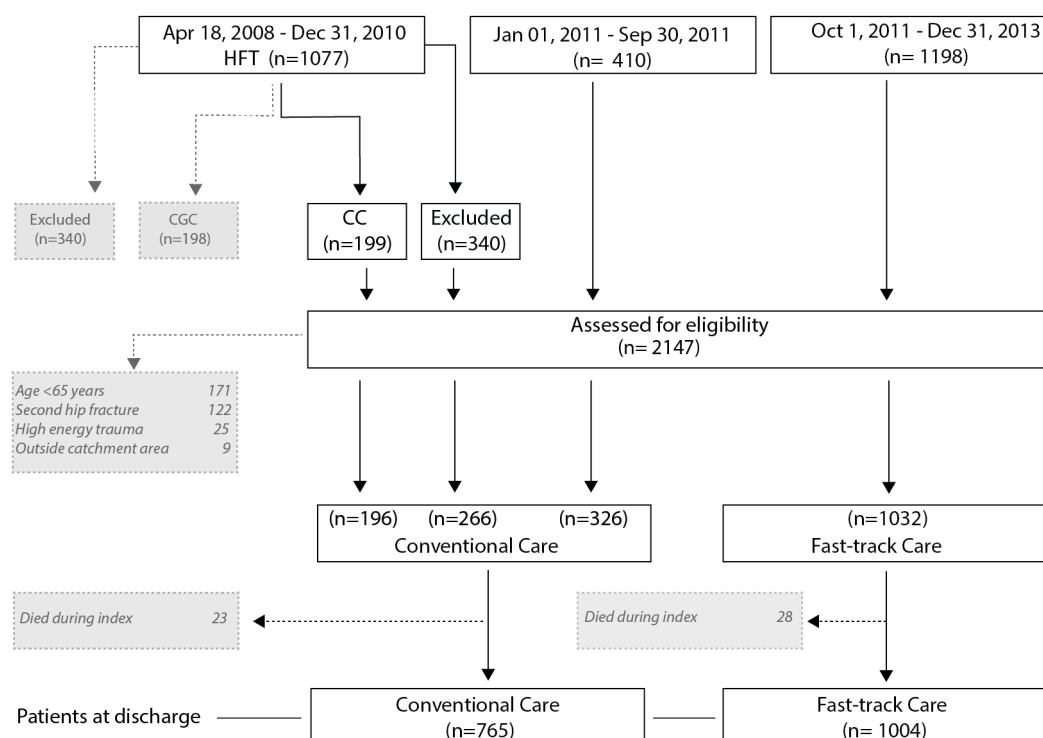 Apr 18, 2008 - Dec 31, 2010
HFT (n=1077)
Jan 01, 2011 - Sep 30, 2011
(n= 410)
Oct 1, 2011 - Dec 31, 2013
(n= 1198)
Excluded
(n=340)
CGC
(n=198)
CC
(n=199)
Excluded
(n=340)
Assessed for eligibility
(n= 2147)
Age <65 years 171
Second hip fracture 122
High energy trauma 25
Outside catchment area 9
(n=196) (n=266) (n=326)
Conventional Care
(n=1032)
Fast-track Care
Died during index 23
Died during index 28
Patients at discharge
Conventional Care
(n=765)
Fast-track Care
(n= 1004)